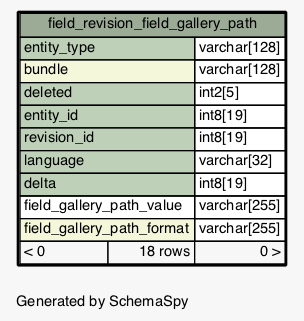 field_revision_field_gallery_path
entity_type varchar[128]
bundle varchar[128]
deleted int2[5]
entity_id int8[19]
revision_id int8[19]
language varchar[32]
delta int8[19]
field_gallery_path_value varchar[255]
field_gallery_path_format varchar[255]
< 0 18 rows 0 >
Generated by SchemaSpy